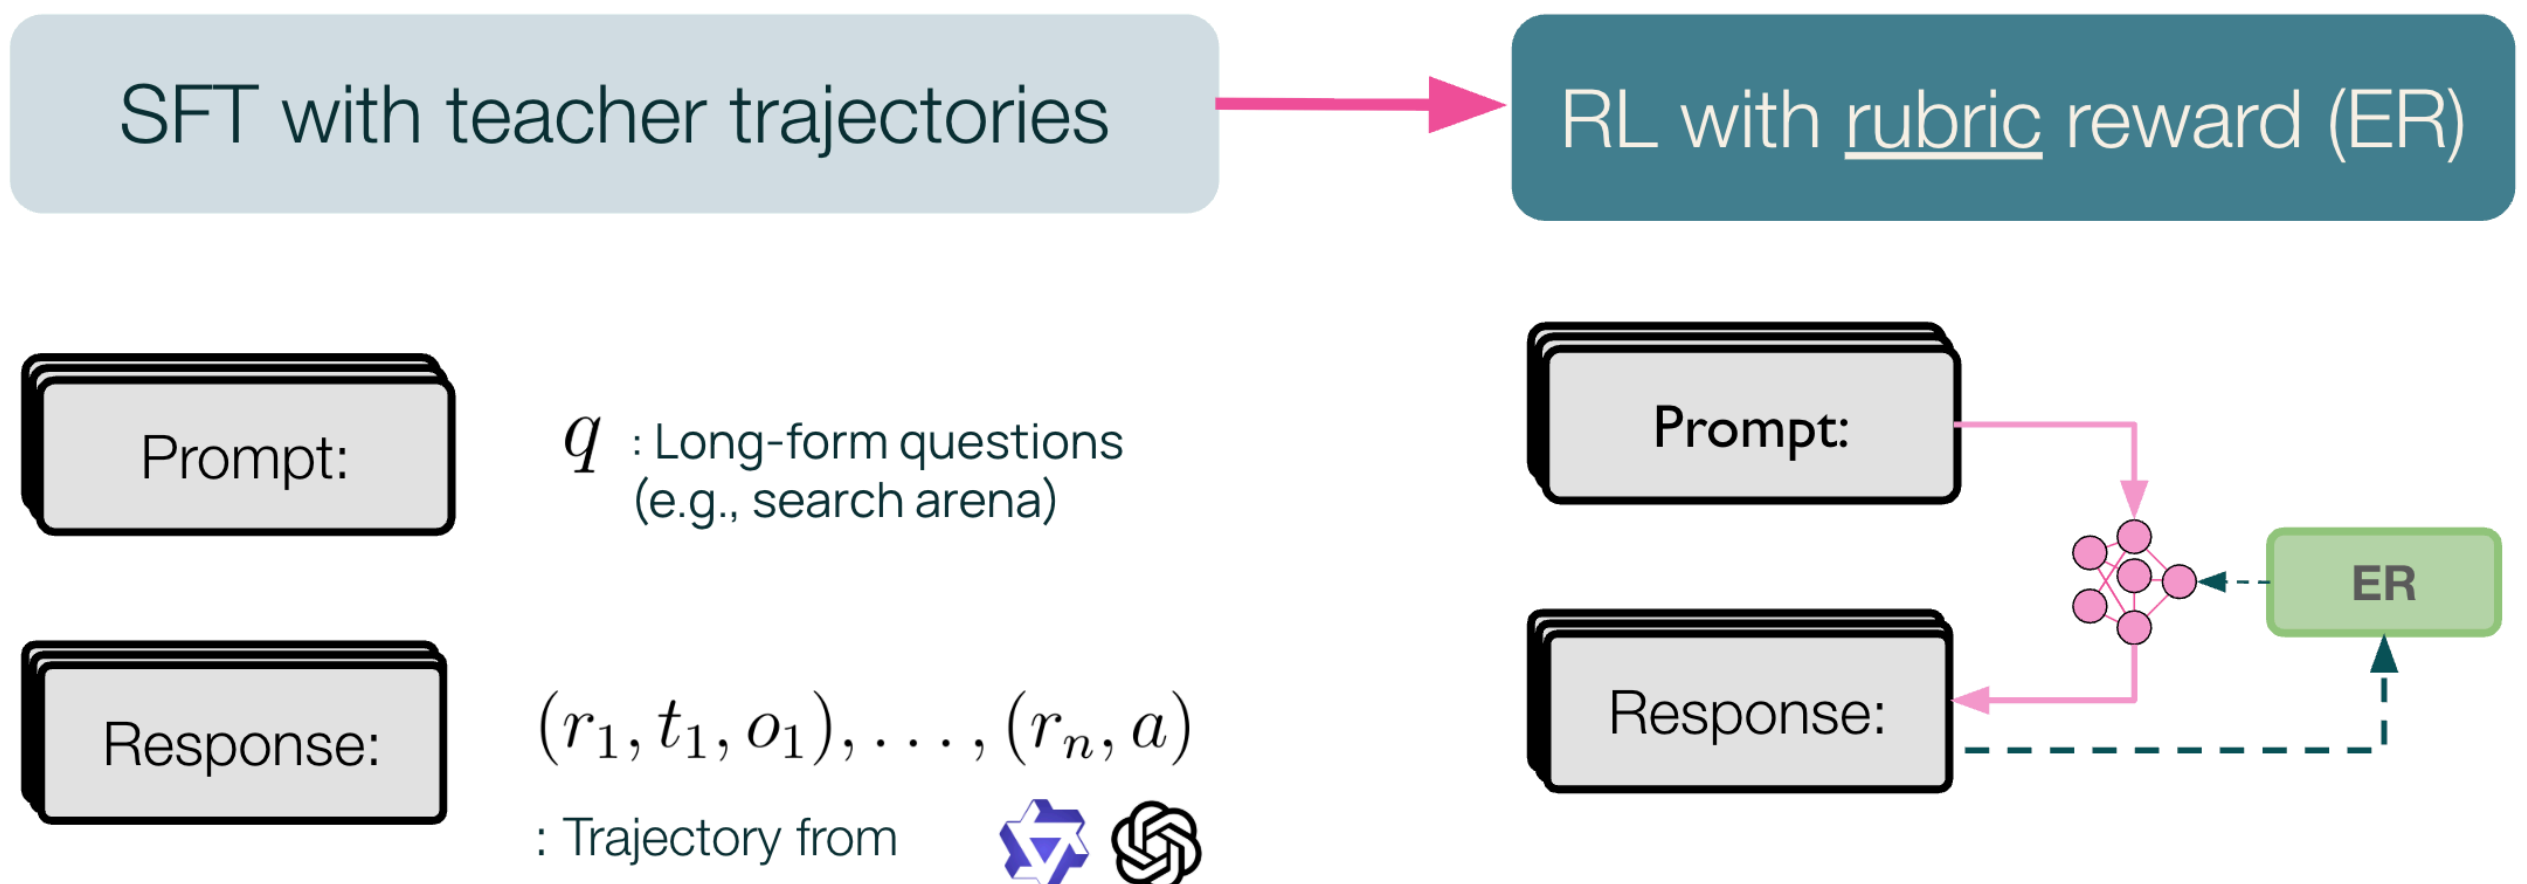 SFT with teacher trajectories
RL with rubric reward (ER)
Prompt:
q : Long-form questions
(e.g., search arena)
Response:
(r₁, t₁, o₁), . . . , (rₙ, a)
: Trajectory from
Prompt:
ER
Response: